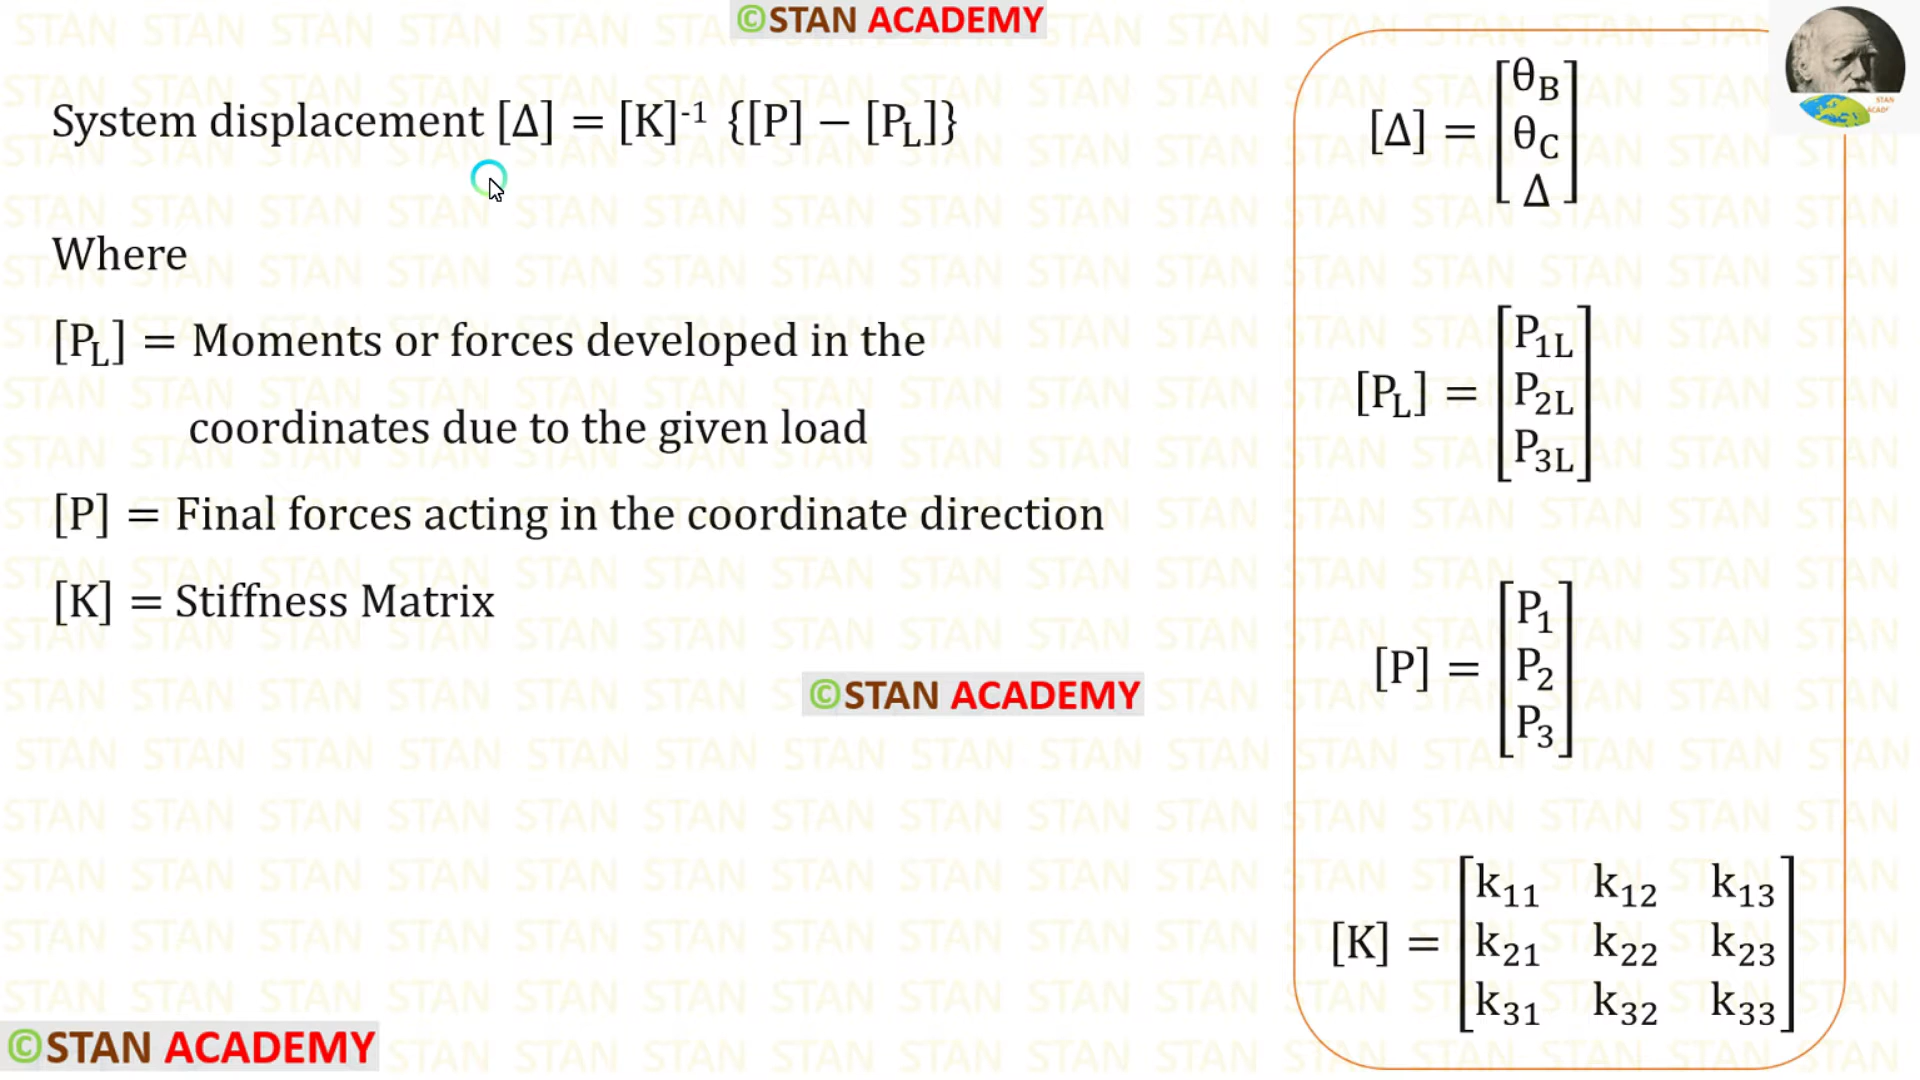 ©STAN ACADEMY
System displacement [Δ] = [K]⁻¹ {[P] − [P_L]}
Where
[P_L] = Moments or forces developed in the
coordinates due to the given load
[P] = Final forces acting in the coordinate direction
[K] = Stiffness Matrix
©STAN ACADEMY
©STAN ACADEMY
[Δ] =
θ_B
θ_C
Δ
[P_L] =
P_1L
P_2L
P_3L
[P] =
P_1
P_2
P_3
[K] =
k_11 k_12 k_13
k_21 k_22 k_23
k_31 k_32 k_33
STAN